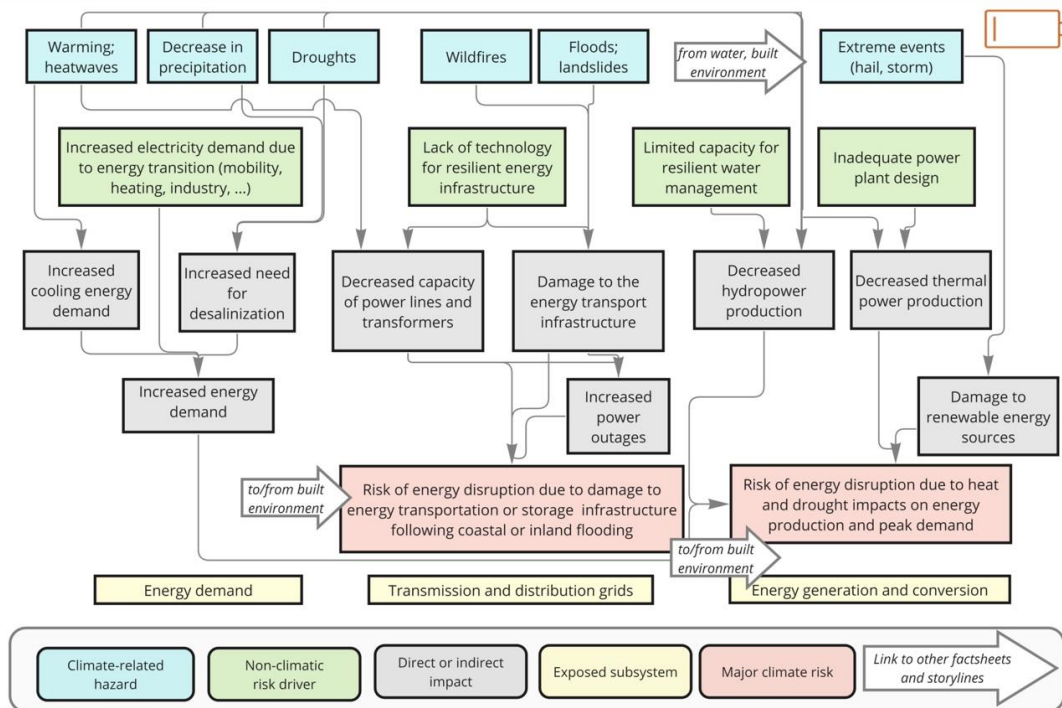 Warming;
heatwaves
Decrease in
precipitation
Droughts
Wildfires
Floods;
landslides
from water, built
environment
Extreme events
(hail, storm)
Increased electricity demand due
to energy transition (mobility,
heating, industry, ...)
Lack of technology
for resilient energy
infrastructure
Limited capacity for
resilient water
management
Inadequate power
plant design
Increased
cooling energy
demand
Increased need
for
desalinization
Decreased capacity
of power lines and
transformers
Damage to the
energy transport
infrastructure
Decreased
hydropower
production
Decreased thermal
power production
Increased energy
demand
Increased
power
outages
Damage to
renewable energy
sources
to/from built
environment
Risk of energy disruption due to damage to
energy transportation or storage infrastructure
following coastal or inland flooding
to/from built
environment
Risk of energy disruption due to heat
and drought impacts on energy
production and peak demand
Energy demand
Transmission and distribution grids
Energy generation and conversion
Climate-related
hazard
Non-climatic
risk driver
Direct or indirect
impact
Exposed subsystem
Major climate risk
Link to other factsheets
and storylines